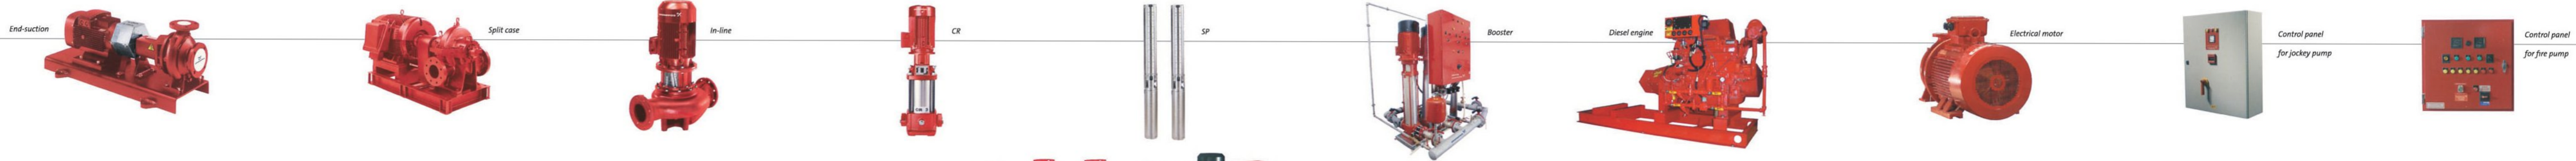 End-suction
Split case
In-line
CR
SP
Booster
Diesel engine
Electrical motor
Control panel
for jockey pump
Control panel
for fire pump